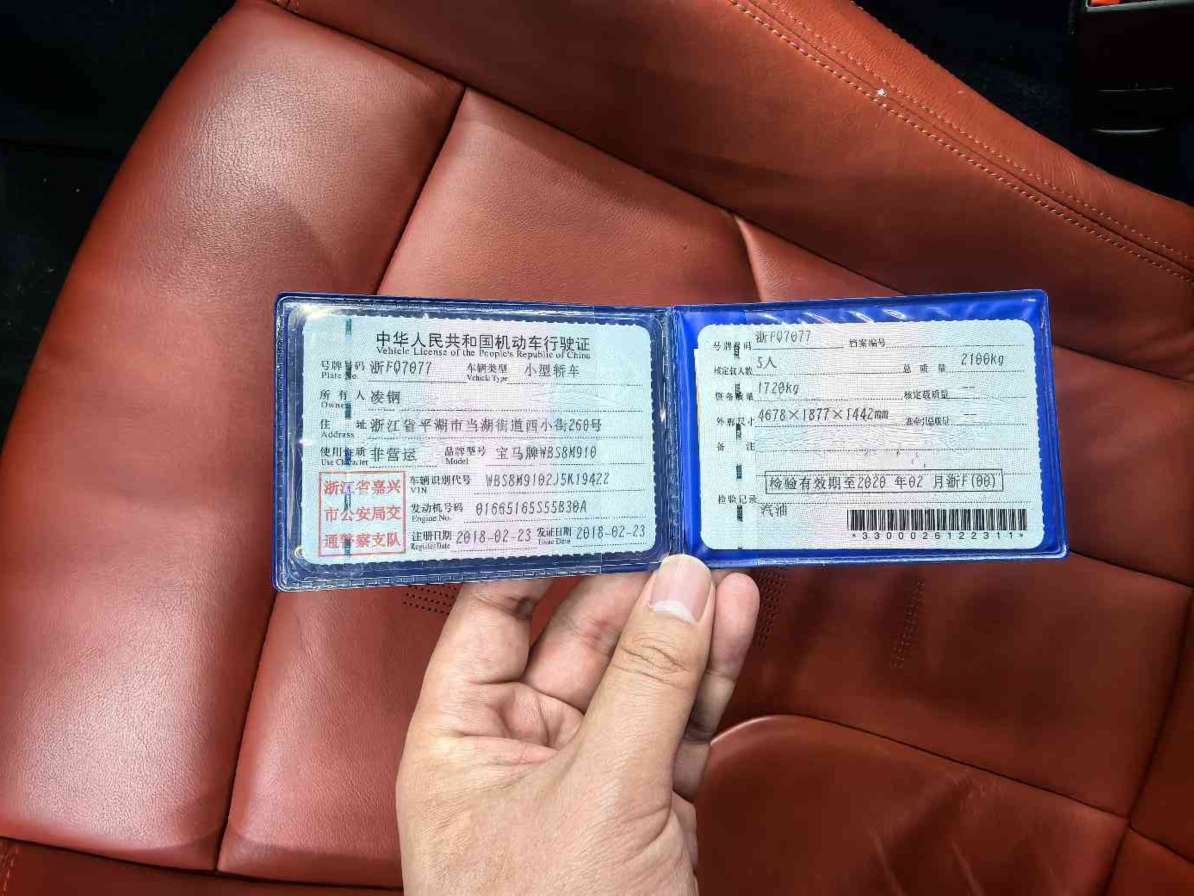 中华人民共和国机动车行驶证
Vehicle License of the People's Republic of China
号牌号码 浙FQ7077 车辆类型 小型轿车
Plate No. Vehicle Type
所有人 凌钢
Owner
住 址 浙江省平湖市当湖街道西小街260号
Address
使用性质 非营运 品牌型号 宝马牌WBS8M910
Use Character Model
浙江省嘉兴
市公安局交
通警察支队
车辆识别代号 WBS8M9102J5K19422
VIN
发动机号码 01665165S55B30A
Engine No.
注册日期 2018-02-23 发证日期 2018-02-23
Register Date Issue Date
号牌号码 浙FQ7077 档案编号
核定载人数 5人 总 质 量 2100kg
整备质量 1720kg 核定载质量 --
外廓尺寸 4678×1877×1442mm 准牵引总质量 --
备 注
检验有效期至2020 年02 月浙F(00)
检验记录
汽油
*3300026122311*